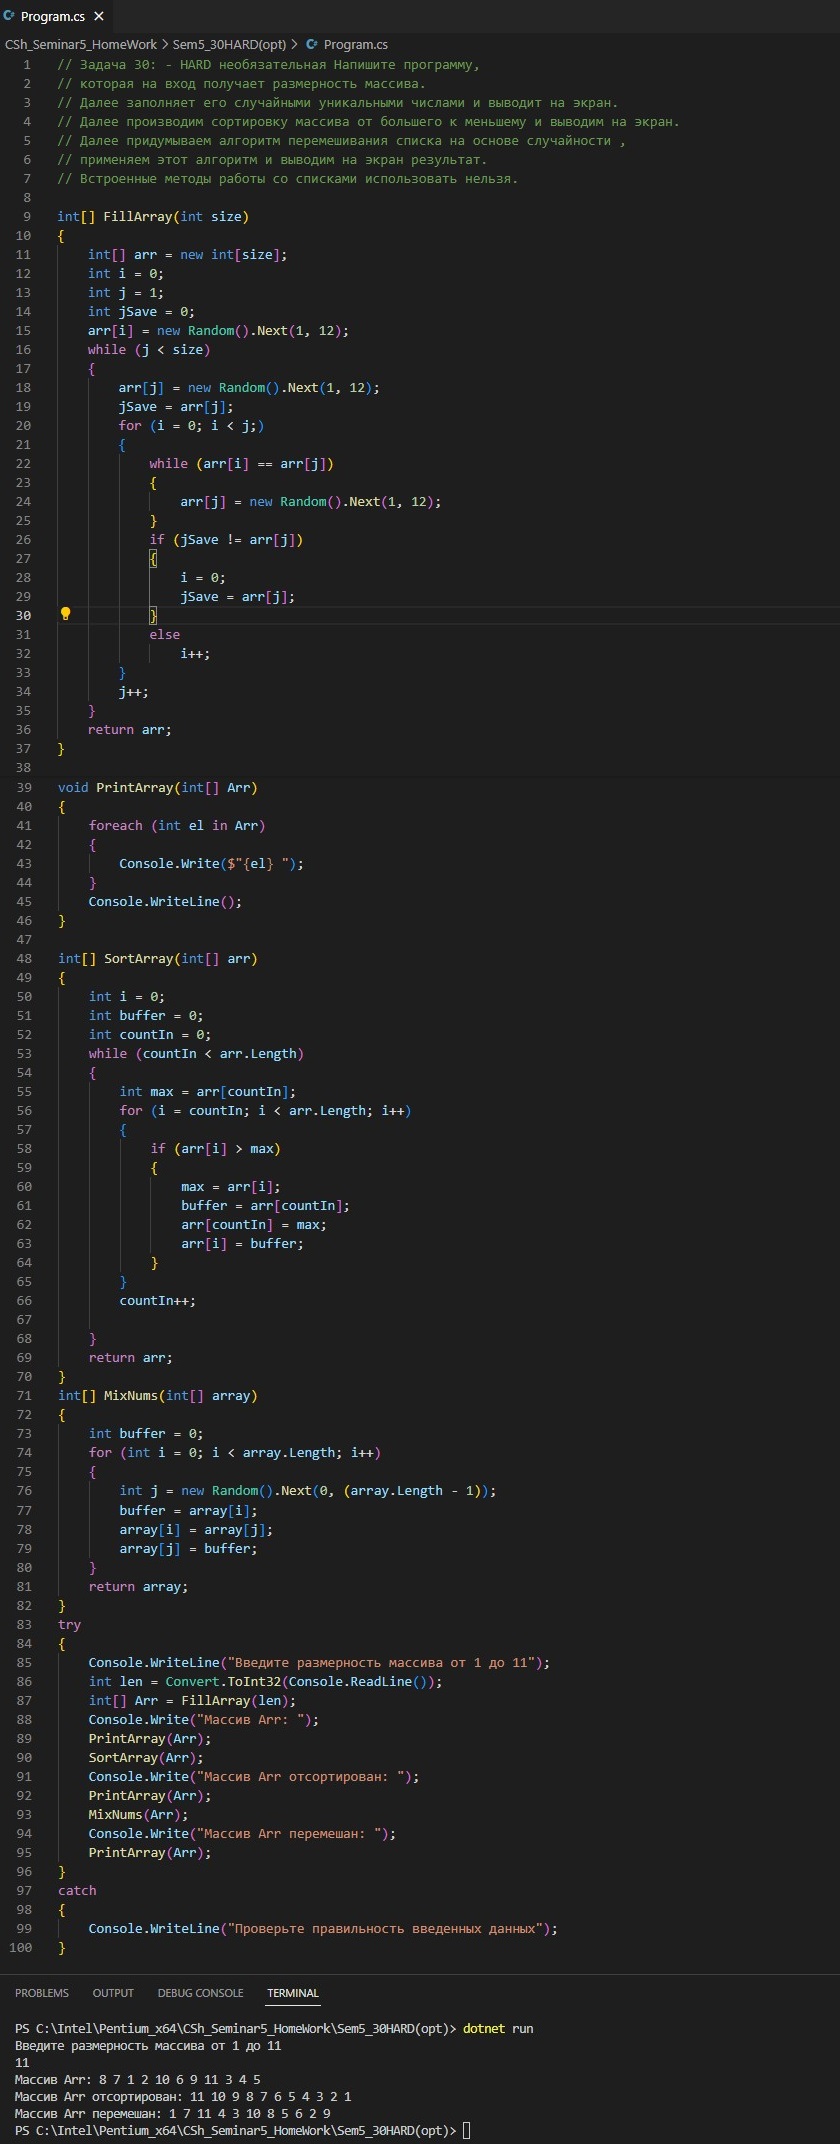 Program.cs
CSh_Seminar5_HomeWork > Sem5_30HARD(opt) > Program.cs
1 // Задача 30: - HARD необязательная Напишите программу,
2 // которая на вход получает размерность массива.
3 // Далее заполняет его случайными уникальными числами и выводит на экран.
4 // Далее производим сортировку массива от большего к меньшему и выводим на экран.
5 // Далее придумываем алгоритм перемешивания списка на основе случайности ,
6 // применяем этот алгоритм и выводим на экран результат.
7 // Встроенные методы работы со списками использовать нельзя.
8
9 int[] FillArray(int size)
10 {
11     int[] arr = new int[size];
12     int i = 0;
13     int j = 1;
14     int jSave = 0;
15     arr[i] = new Random().Next(1, 12);
16     while (j < size)
17     {
18         arr[j] = new Random().Next(1, 12);
19         jSave = arr[j];
20         for (i = 0; i < j;)
21         {
22             while (arr[i] == arr[j])
23             {
24                 arr[j] = new Random().Next(1, 12);
25             }
26             if (jSave != arr[j])
27             {
28                 i = 0;
29                 jSave = arr[j];
30             }
31             else
32                 i++;
33         }
34         j++;
35     }
36     return arr;
37 }
38
39 void PrintArray(int[] Arr)
40 {
41     foreach (int el in Arr)
42     {
43         Console.Write($"{el} ");
44     }
45     Console.WriteLine();
46 }
47
48 int[] SortArray(int[] arr)
49 {
50     int i = 0;
51     int buffer = 0;
52     int countIn = 0;
53     while (countIn < arr.Length)
54     {
55         int max = arr[countIn];
56         for (i = countIn; i < arr.Length; i++)
57         {
58             if (arr[i] > max)
59             {
60                 max = arr[i];
61                 buffer = arr[countIn];
62                 arr[countIn] = max;
63                 arr[i] = buffer;
64             }
65         }
66         countIn++;
67
68     }
69     return arr;
70 }
71 int[] MixNums(int[] array)
72 {
73     int buffer = 0;
74     for (int i = 0; i < array.Length; i++)
75     {
76         int j = new Random().Next(0, (array.Length - 1));
77         buffer = array[i];
78         array[i] = array[j];
79         array[j] = buffer;
80     }
81     return array;
82 }
83 try
84 {
85     Console.WriteLine("Введите размерность массива от 1 до 11");
86     int len = Convert.ToInt32(Console.ReadLine());
87     int[] Arr = FillArray(len);
88     Console.Write("Массив Arr: ");
89     PrintArray(Arr);
90     SortArray(Arr);
91     Console.Write("Массив Arr отсортирован: ");
92     PrintArray(Arr);
93     MixNums(Arr);
94     Console.Write("Массив Arr перемешан: ");
95     PrintArray(Arr);
96 }
97 catch
98 {
99     Console.WriteLine("Проверьте правильность введенных данных");
100 }
PROBLEMS OUTPUT DEBUG CONSOLE TERMINAL
PS C:\Intel\Pentium_x64\CSh_Seminar5_HomeWork\Sem5_30HARD(opt)> dotnet run
Введите размерность массива от 1 до 11
11
Массив Arr: 8 7 1 2 10 6 9 11 3 4 5
Массив Arr отсортирован: 11 10 9 8 7 6 5 4 3 2 1
Массив Arr перемешан: 1 7 11 4 3 10 8 5 6 2 9
PS C:\Intel\Pentium_x64\CSh_Seminar5_HomeWork\Sem5_30HARD(opt)>